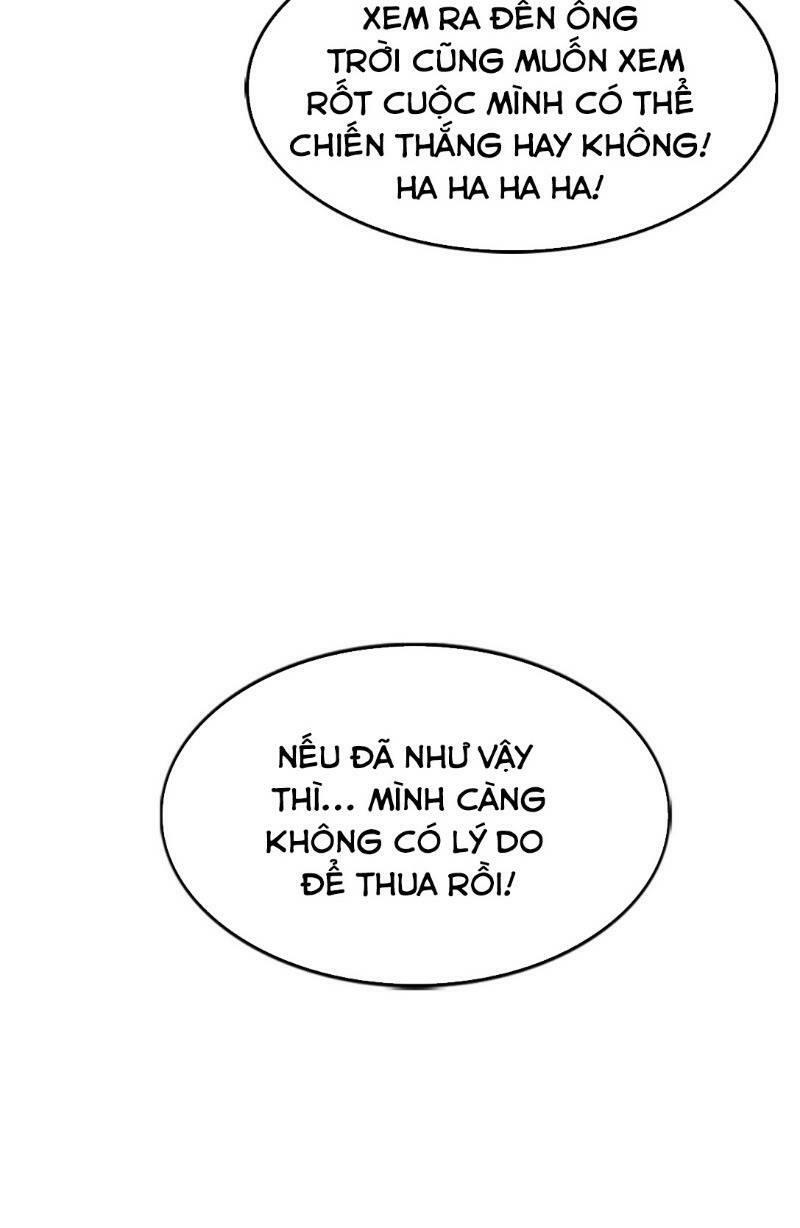 XEM RA ĐẾN ÔNG
TRỜI CŨNG MUỐN XEM
RỐT CUỘC MÌNH CÓ THỂ
CHIẾN THẮNG HAY KHÔNG!
HA HA HA HA!
NẾU ĐÃ NHƯ VẬY
THÌ... MÌNH CÀNG
KHÔNG CÓ LÝ DO
ĐỂ THUA RỒI!